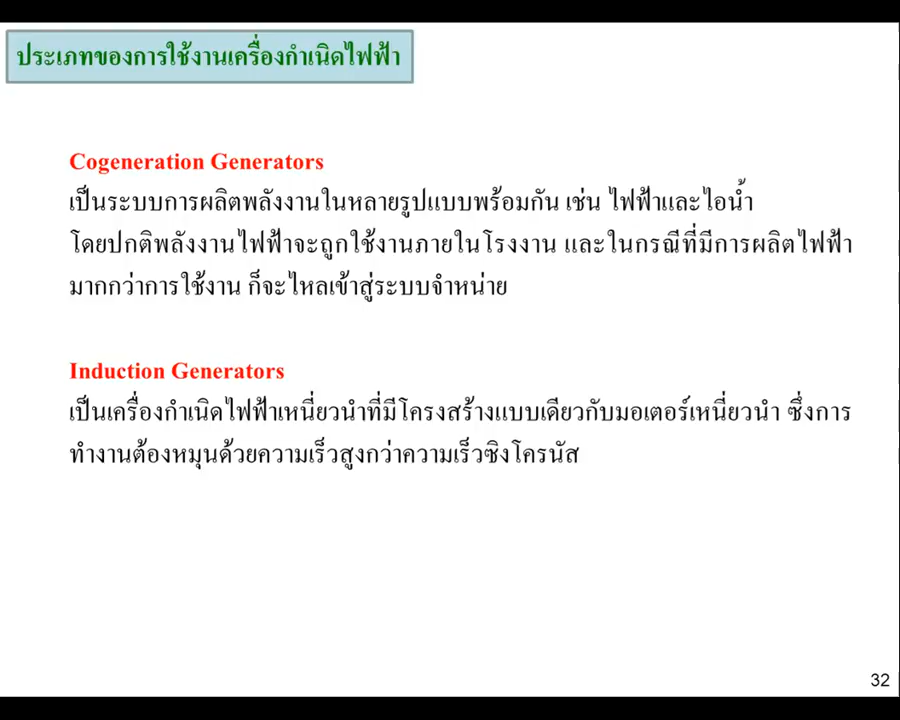 ประเภทของการใช้งานเครื่องกำเนิดไฟฟ้า
Cogeneration Generators
เป็นระบบการผลิตพลังงานในหลายรูปแบบพร้อมกัน เช่น ไฟฟ้าและไอน้ำ
โดยปกติพลังงานไฟฟ้าจะถูกใช้งานภายในโรงงาน และในกรณีที่มีการผลิตไฟฟ้า
มากกว่าการใช้งาน ก็จะไหลเข้าสู่ระบบจำหน่าย
Induction Generators
เป็นเครื่องกำเนิดไฟฟ้าเหนี่ยวนำที่มีโครงสร้างแบบเดียวกับมอเตอร์เหนี่ยวนำ ซึ่งการ
ทำงานต้องหมุนด้วยความเร็วสูงกว่าความเร็วซิงโครนัส
32